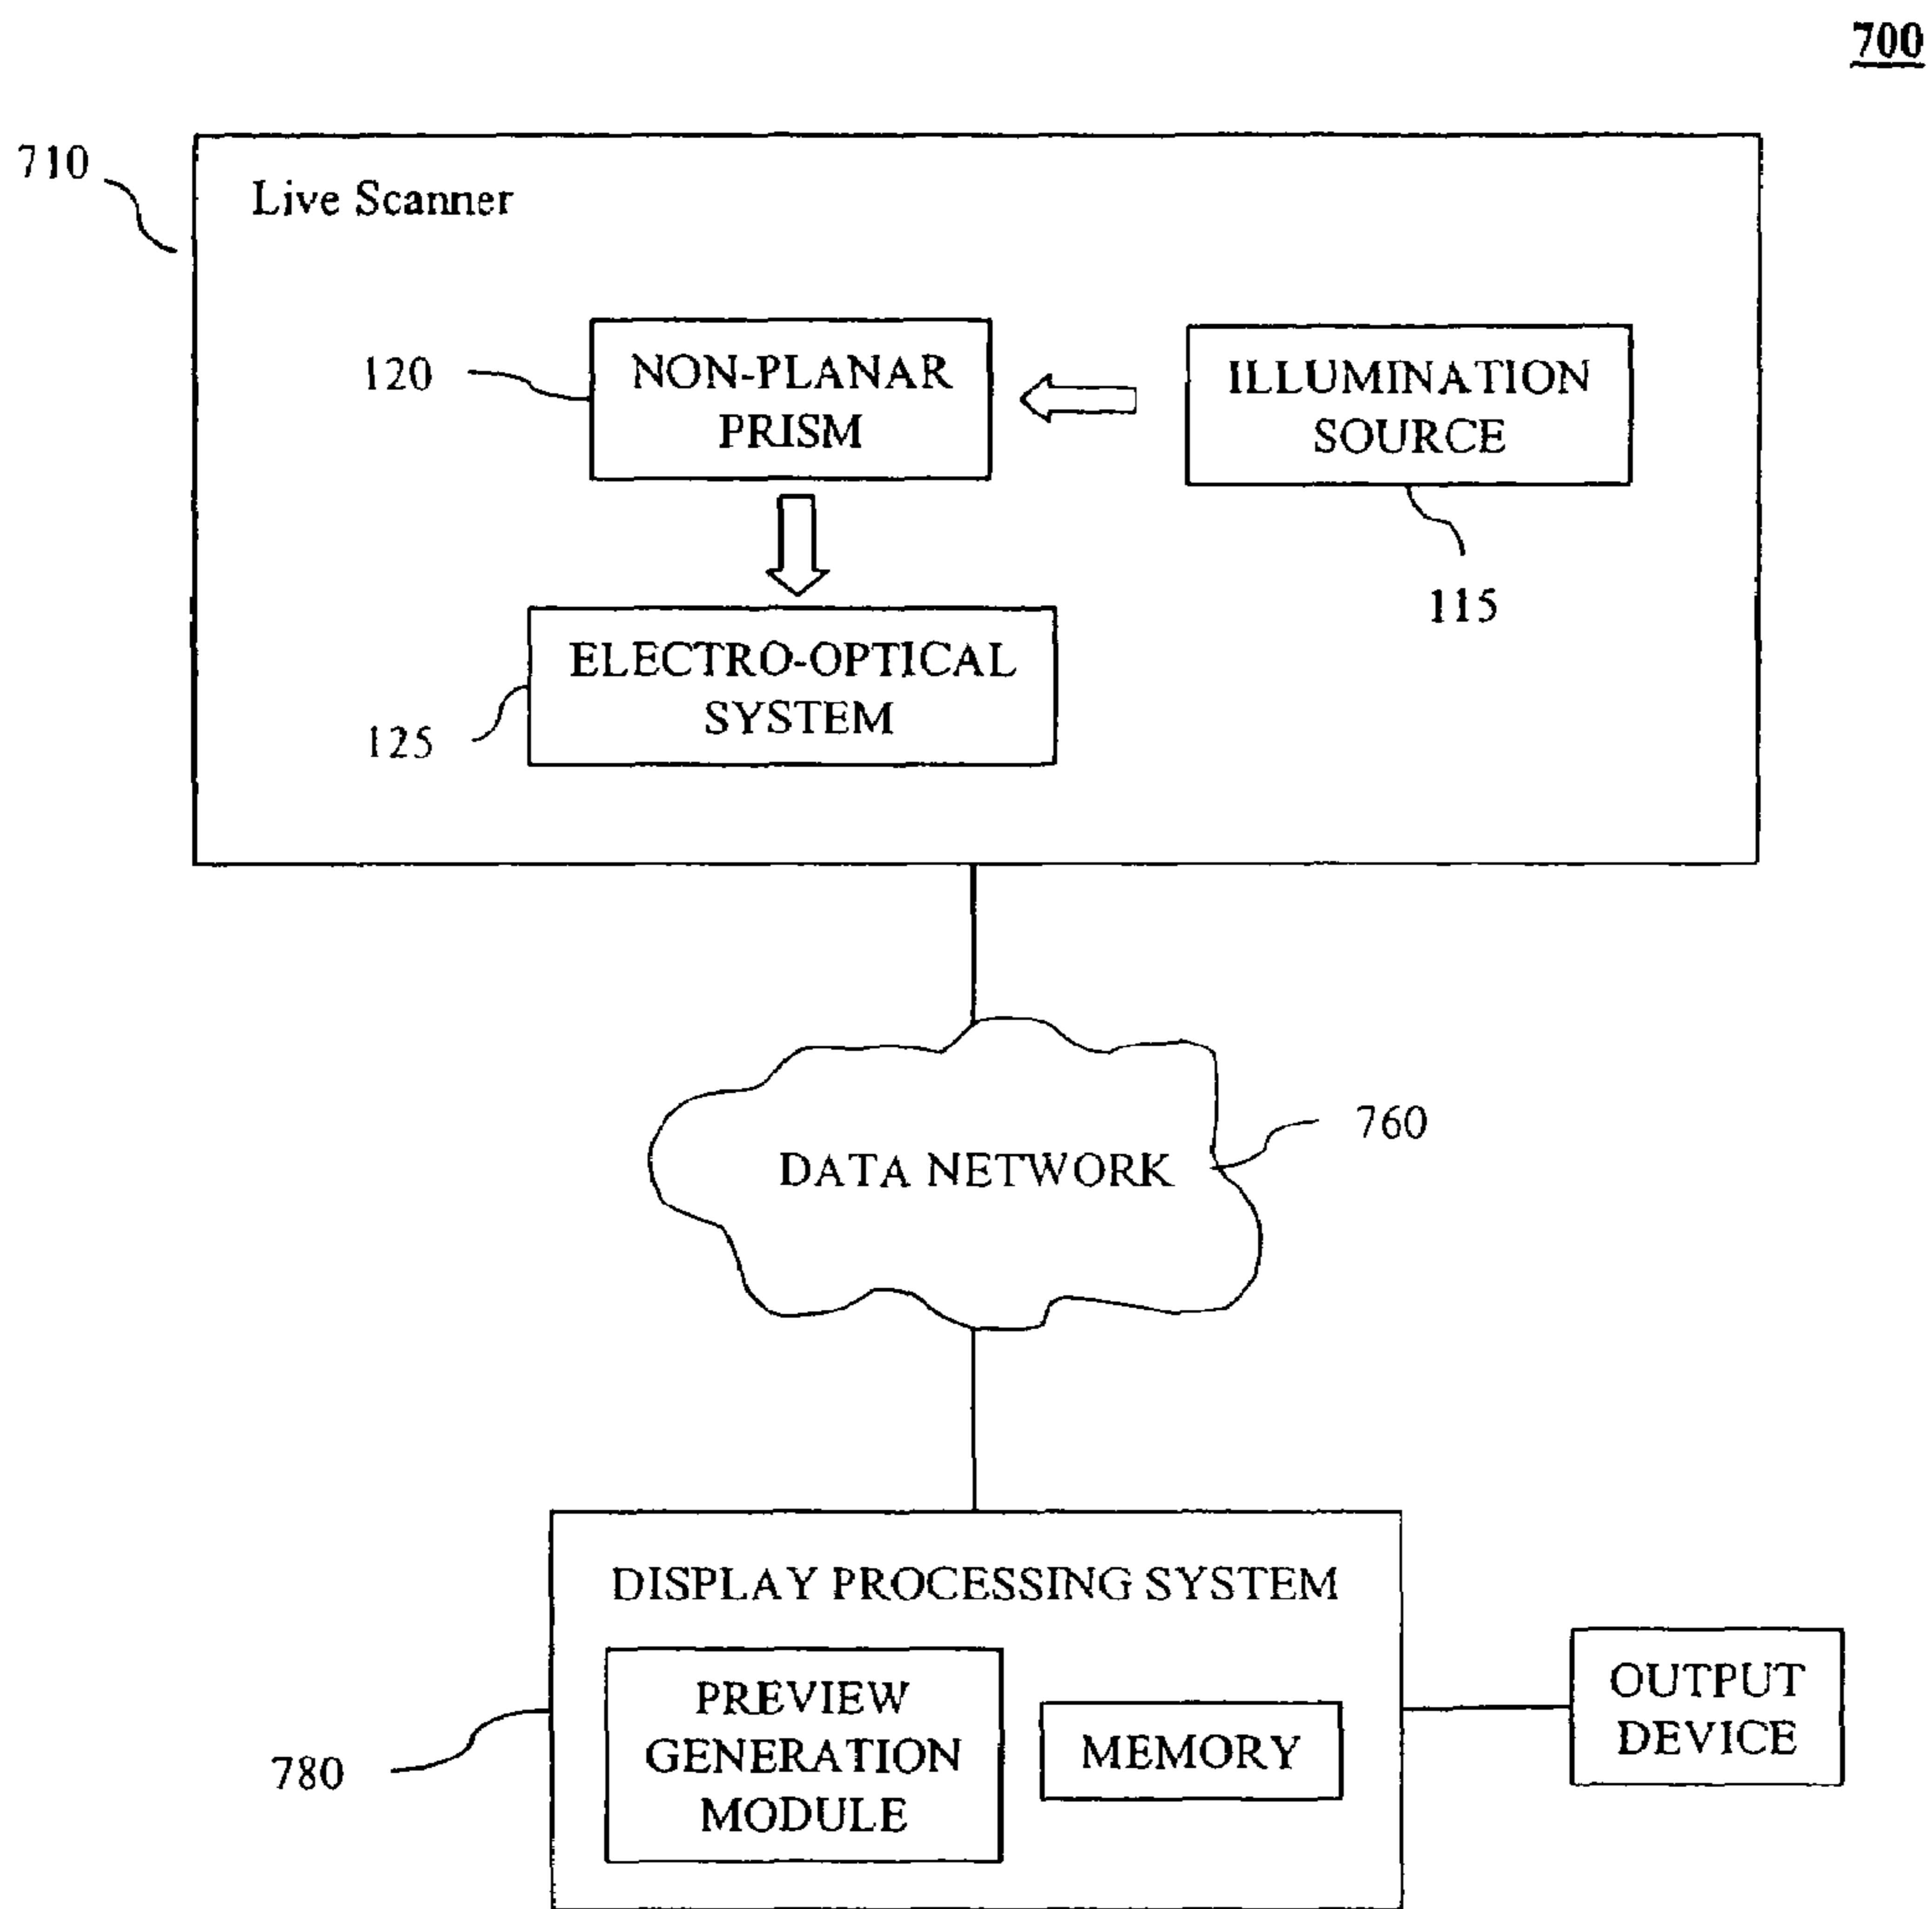 700
710
Live Scanner
120
NON-PLANAR
PRISM
ILLUMINATION
SOURCE
115
ELECTRO-OPTICAL
SYSTEM
125
DATA NETWORK
760
DISPLAY PROCESSING SYSTEM
PREVIEW
GENERATION
MODULE
MEMORY
780
OUTPUT
DEVICE